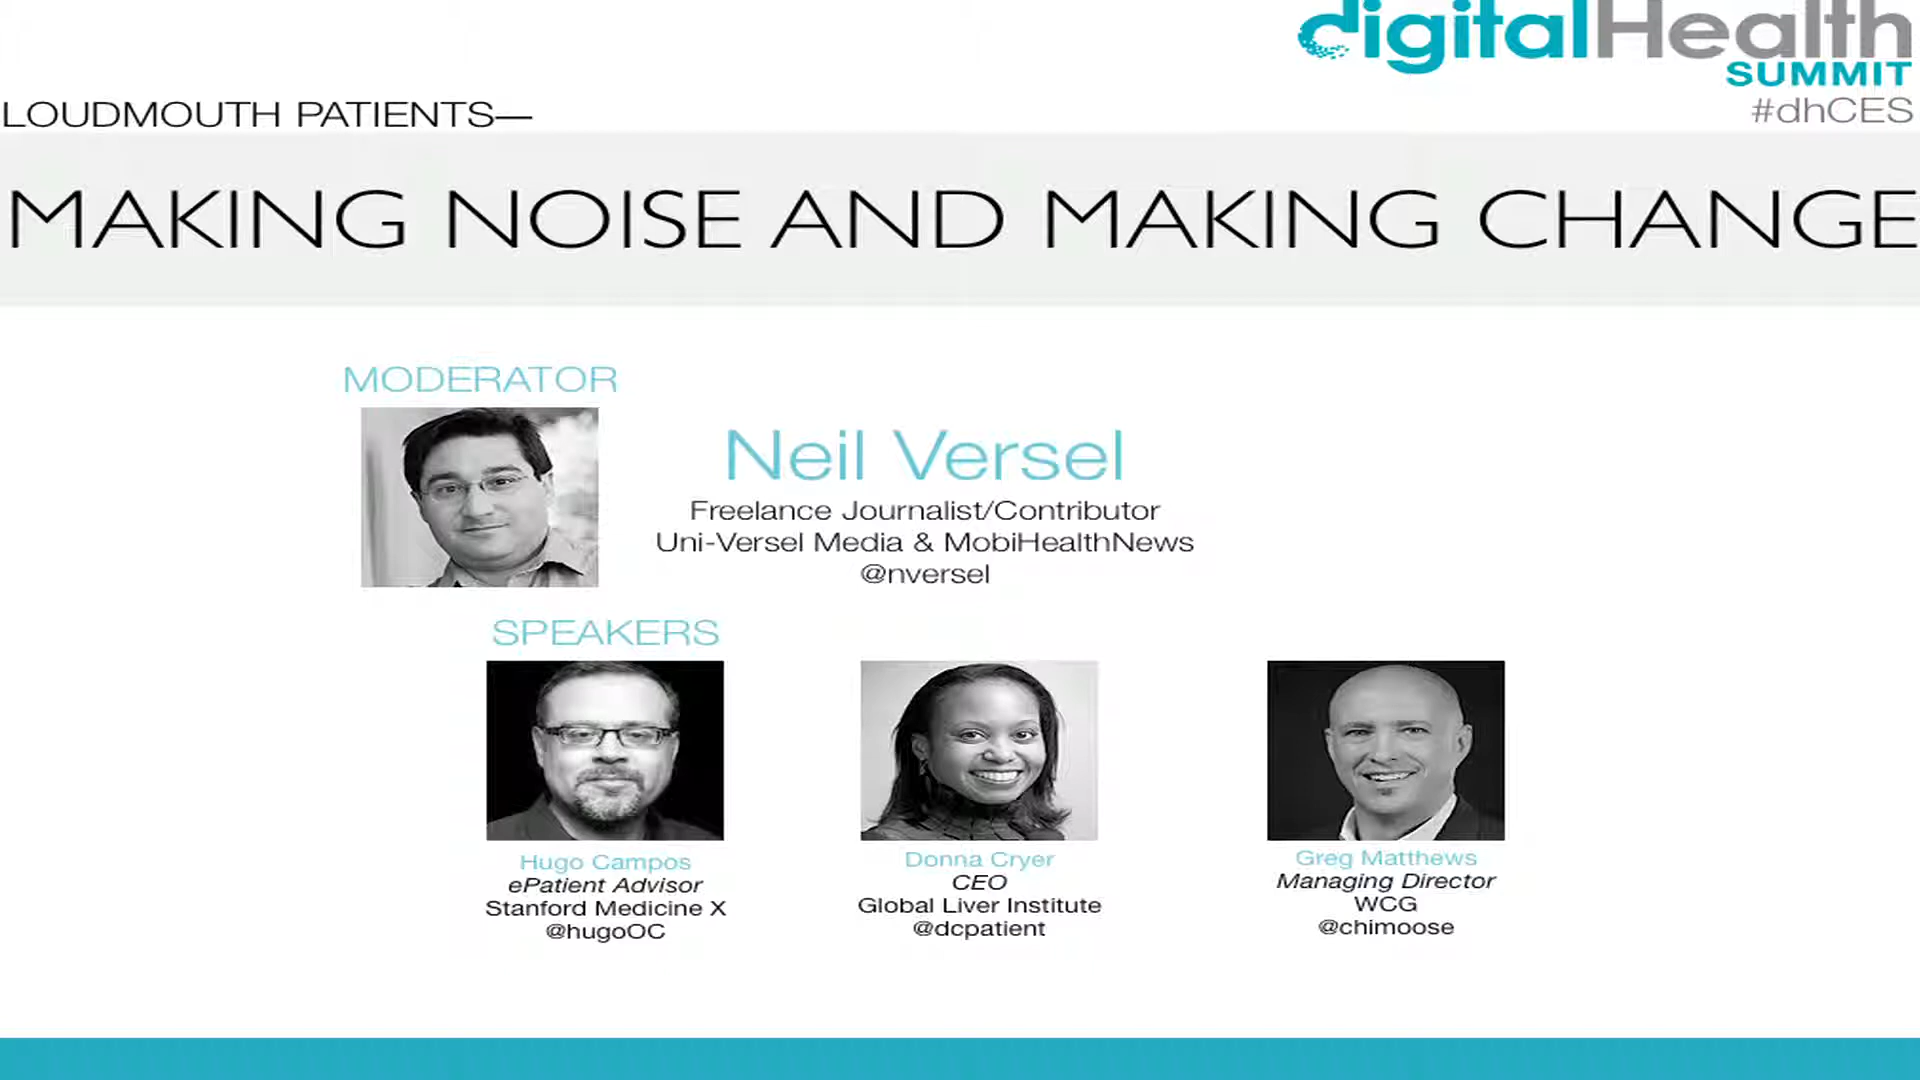 digitalHealth
SUMMIT
#dhCES
LOUDMOUTH PATIENTS—
MAKING NOISE AND MAKING CHANGE
MODERATOR
Neil Versel
Freelance Journalist/Contributor
Uni-Versel Media & MobiHealthNews
@nversel
SPEAKERS
Hugo Campos
ePatient Advisor
Stanford Medicine X
@hugoOC
Donna Cryer
CEO
Global Liver Institute
@dcpatient
Greg Matthews
Managing Director
WCG
@chimoose